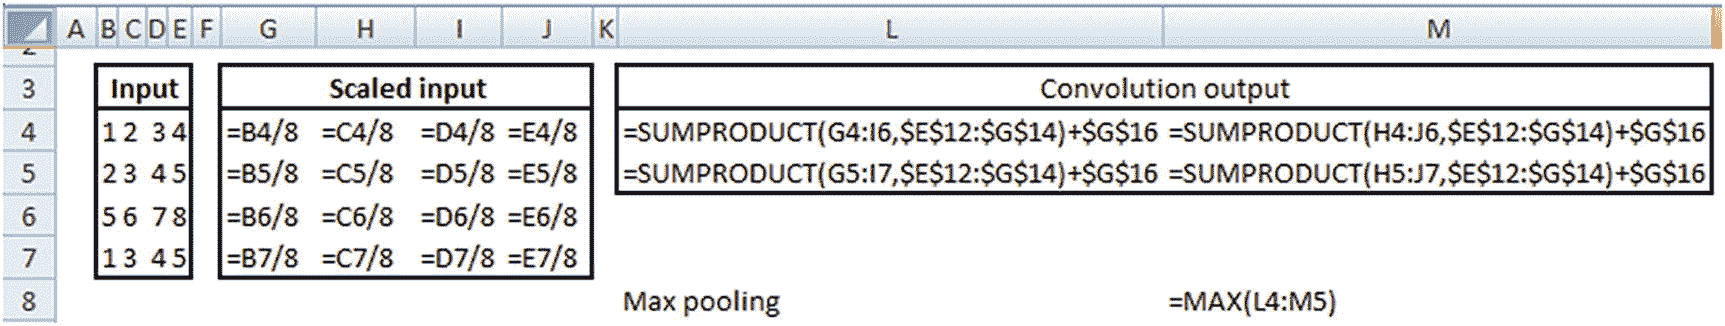 A B C D E F G H I J K L M
2
3 Input Scaled input Convolution output
4 1 2 3 4 =B4/8 =C4/8 =D4/8 =E4/8 =SUMPRODUCT(G4:I6,$E$12:$G$14)+$G$16 =SUMPRODUCT(H4:J6,$E$12:$G$14)+$G$16
5 2 3 4 5 =B5/8 =C5/8 =D5/8 =E5/8 =SUMPRODUCT(G5:I7,$E$12:$G$14)+$G$16 =SUMPRODUCT(H5:J7,$E$12:$G$14)+$G$16
6 5 6 7 8 =B6/8 =C6/8 =D6/8 =E6/8
7 1 3 4 5 =B7/8 =C7/8 =D7/8 =E7/8
8 Max pooling =MAX(L4:M5)